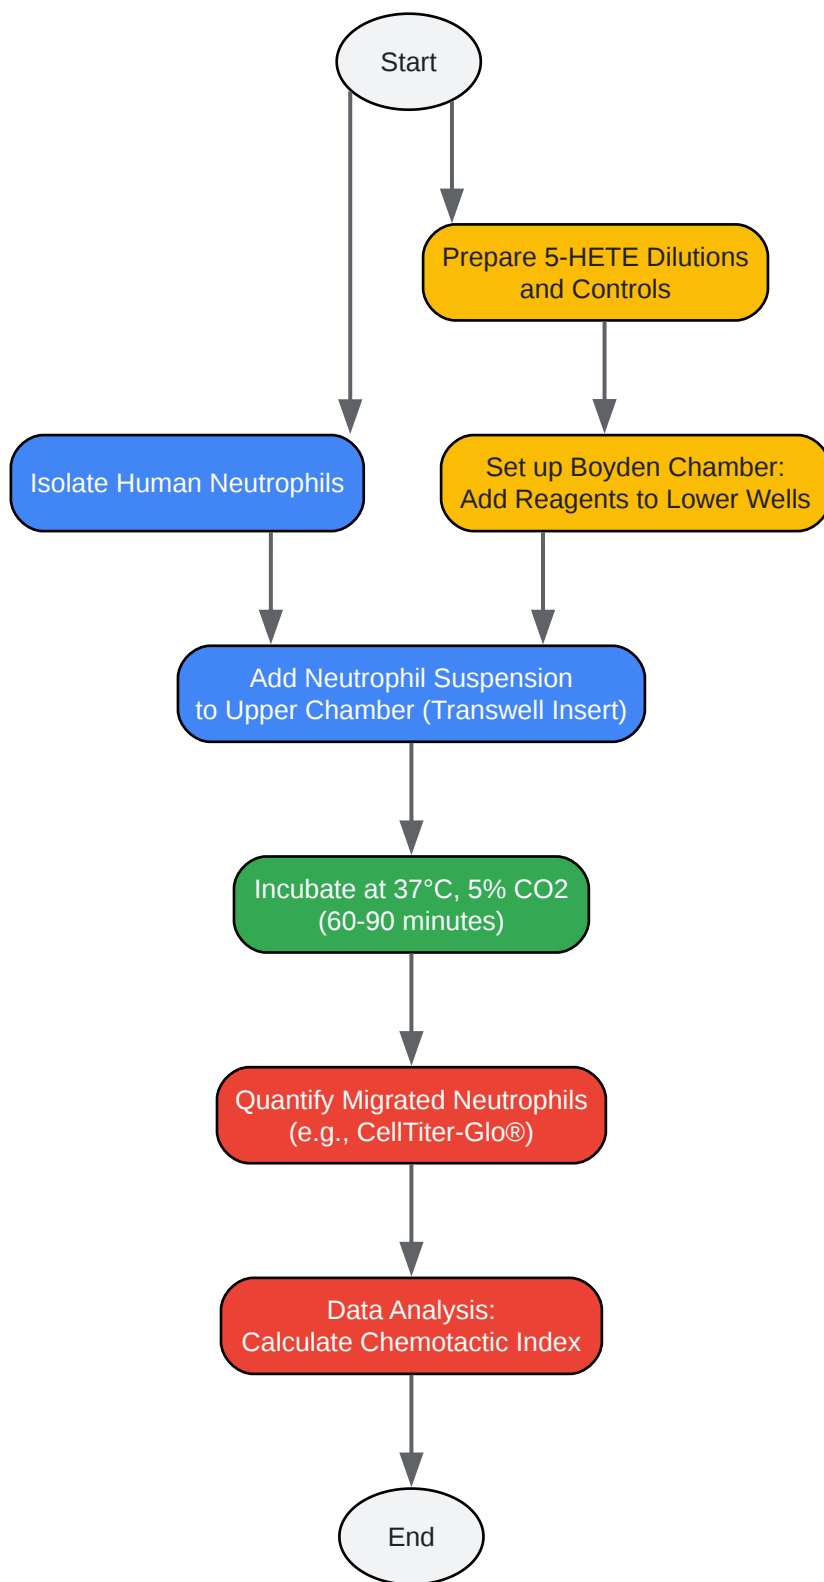 Start
Prepare 5-HETE Dilutions
and Controls
Isolate Human Neutrophils
Set up Boyden Chamber:
Add Reagents to Lower Wells
Add Neutrophil Suspension
to Upper Chamber (Transwell Insert)
Incubate at 37°C, 5% CO2
(60-90 minutes)
Quantify Migrated Neutrophils
(e.g., CellTiter-Glo®)
Data Analysis:
Calculate Chemotactic Index
End